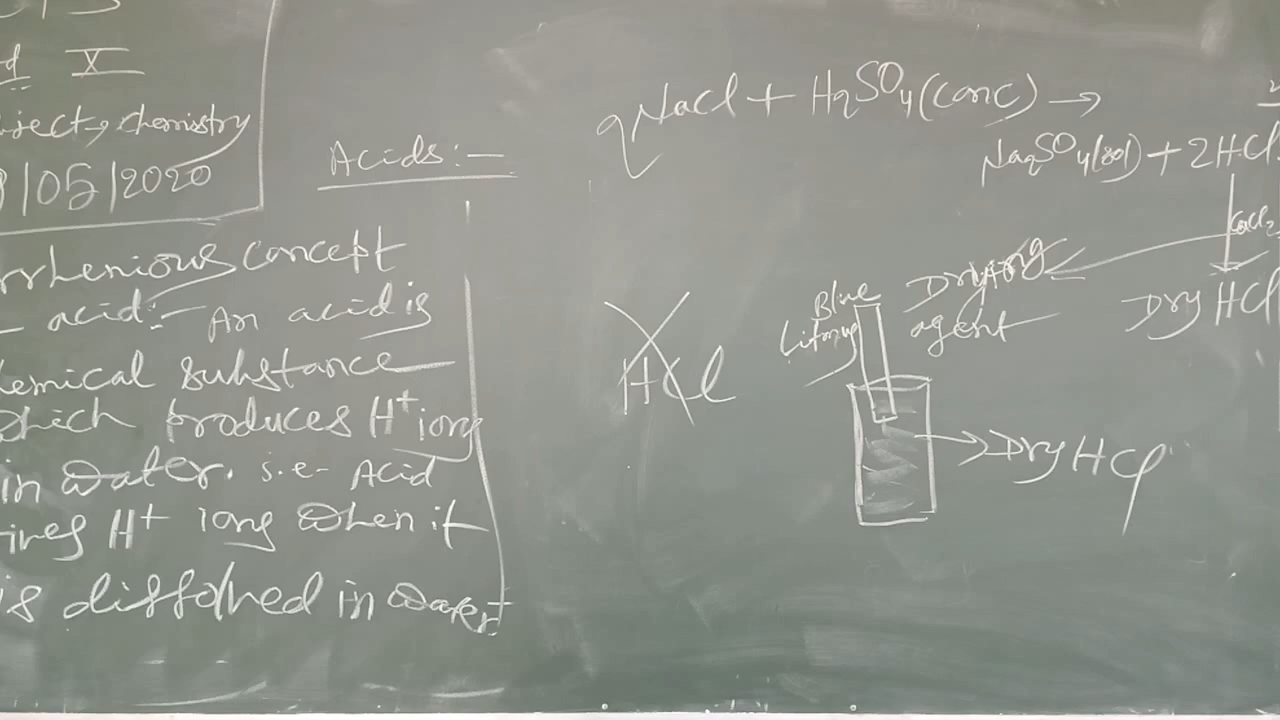 X
ject → chemistry
/05/2020
Acids:-
rrhenious concept
- acid:- An acid is
hemical substance
which produces H+ ions
in water. i.e- Acid
ives H+ ions when it
is dissolved in water
2NaCl + H2SO4(conc) →
Na2SO4(sol) + 2HCl
CaCl2
Dry HCl
Drying
agent
Blue
Litmus
HCl
→ Dry HCl